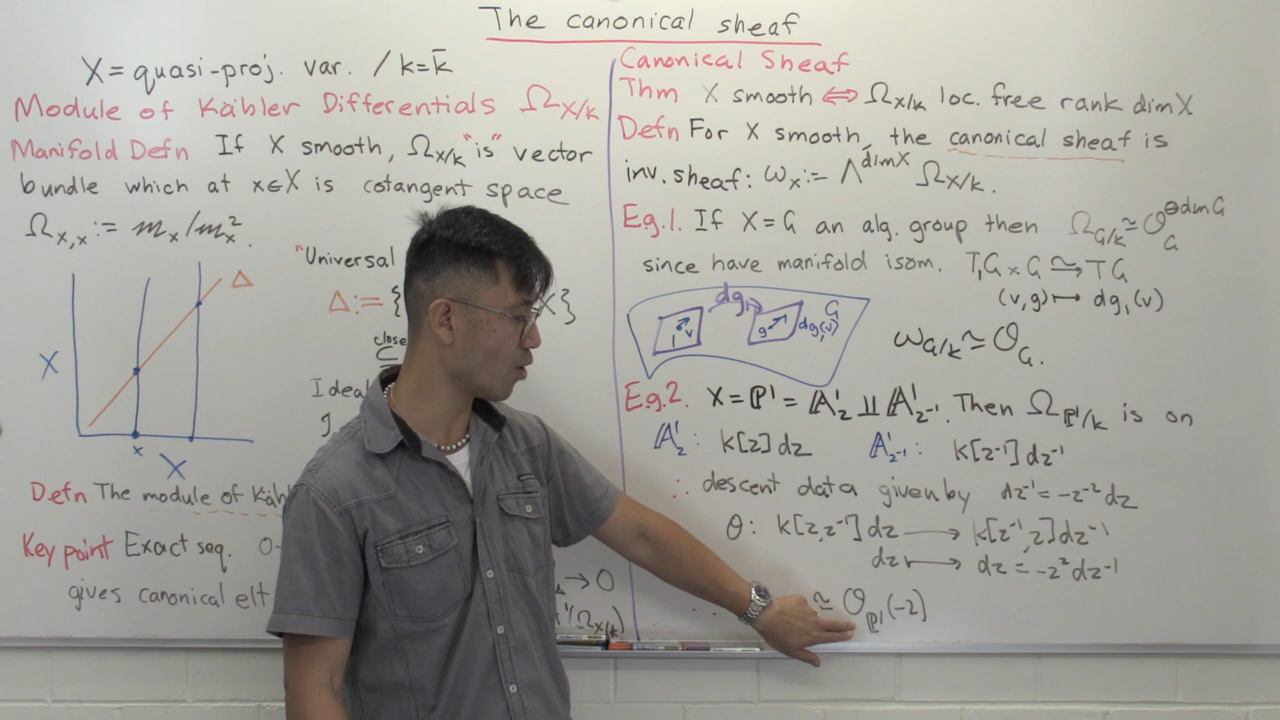 The canonical sheaf
X = quasi-proj. var. / k=k̄
Module of Kähler Differentials Ω_{X/k}
Manifold Defn If X smooth, Ω_{X/k} "is" vector
bundle which at x∈X is cotangent space
Ω_{X,x} := m_x/m_x^2.
"Universal
Δ := { X}
Δ
X
x
X
close
⊂
Ideal
Defn The module of Käh
Key point Exact seq. 0
→ 0
gives canonical elt
(Ω_{X/k})
Canonical Sheaf
Thm X smooth ⇔ Ω_{X/k} loc. free rank dim X
Defn For X smooth, the canonical sheaf is
inv. sheaf: ω_X := Λ^{dim X} Ω_{X/k}.
Eg.1. If X = G an alg. group then Ω_{G/k} ≃ O_G^{⊕dim G}
since have manifold isom. T_1G × G ≅ TG
(v,g) ↦ dg_1(v)
dg_1
1 v g dg_1(v) G
ω_{G/k} ≃ O_G.
Eg.2. X = ℙ^1 = 𝔸^1_z ⨿ 𝔸^1_{z^{-1}}. Then Ω_{ℙ^1/k} is on
𝔸^1_z: k[z]dz 𝔸^1_{z^{-1}}: k[z^{-1}]dz^{-1}
∴ descent data given by dz^{-1} = -z^{-2}dz
θ: k[z,z^{-1}]dz → k[z^{-1},z]dz^{-1}
dz ↦ dz = -z^2 dz^{-1}
≃ O_{ℙ^1}(-2)